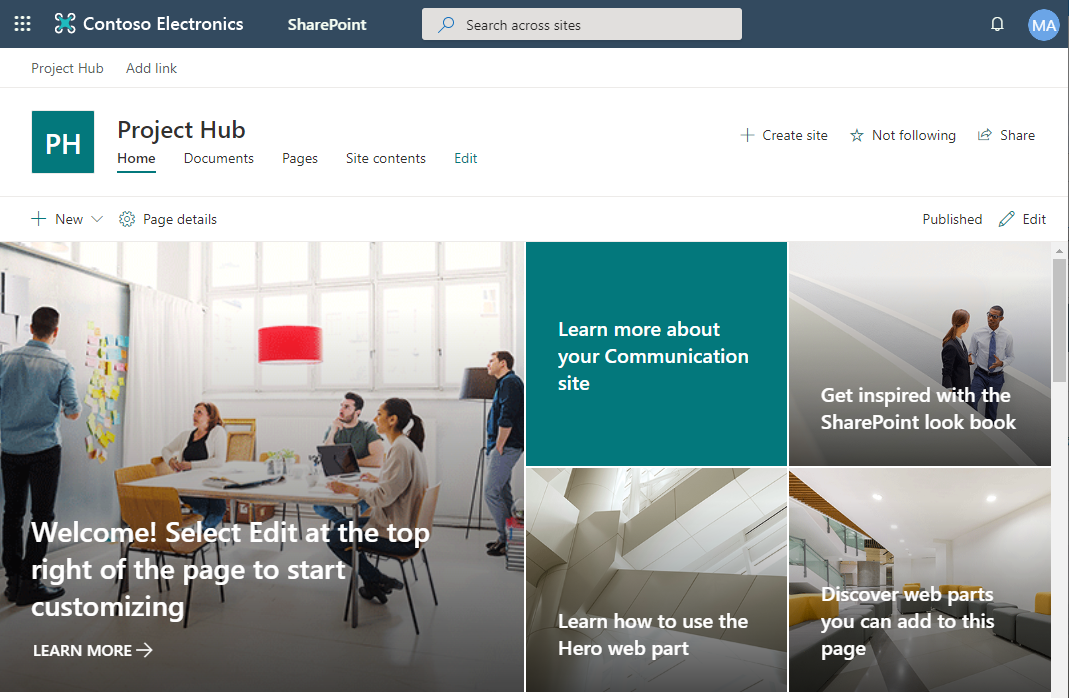 Contoso Electronics SharePoint Search across sites MA
Project Hub Add link
PH
Project Hub
Home Documents Pages Site contents Edit
Create site Not following Share
New Page details Published Edit
Welcome! Select Edit at the top
right of the page to start
customizing
LEARN MORE
Learn more about
your Communication
site
Get inspired with the
SharePoint look book
Learn how to use the
Hero web part
Discover web parts
you can add to this
page